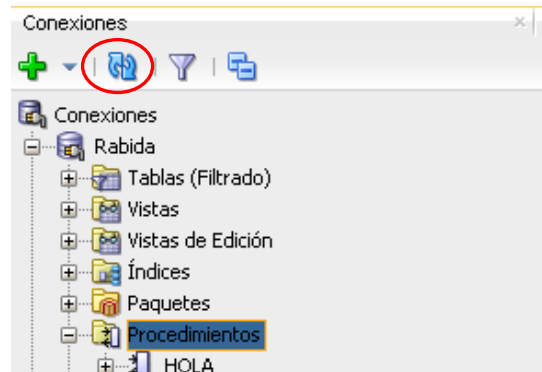 Conexiones
Conexiones
Rabida
Tablas (Filtrado)
Vistas
Vistas de Edición
Índices
Paquetes
Procedimientos
HOLA